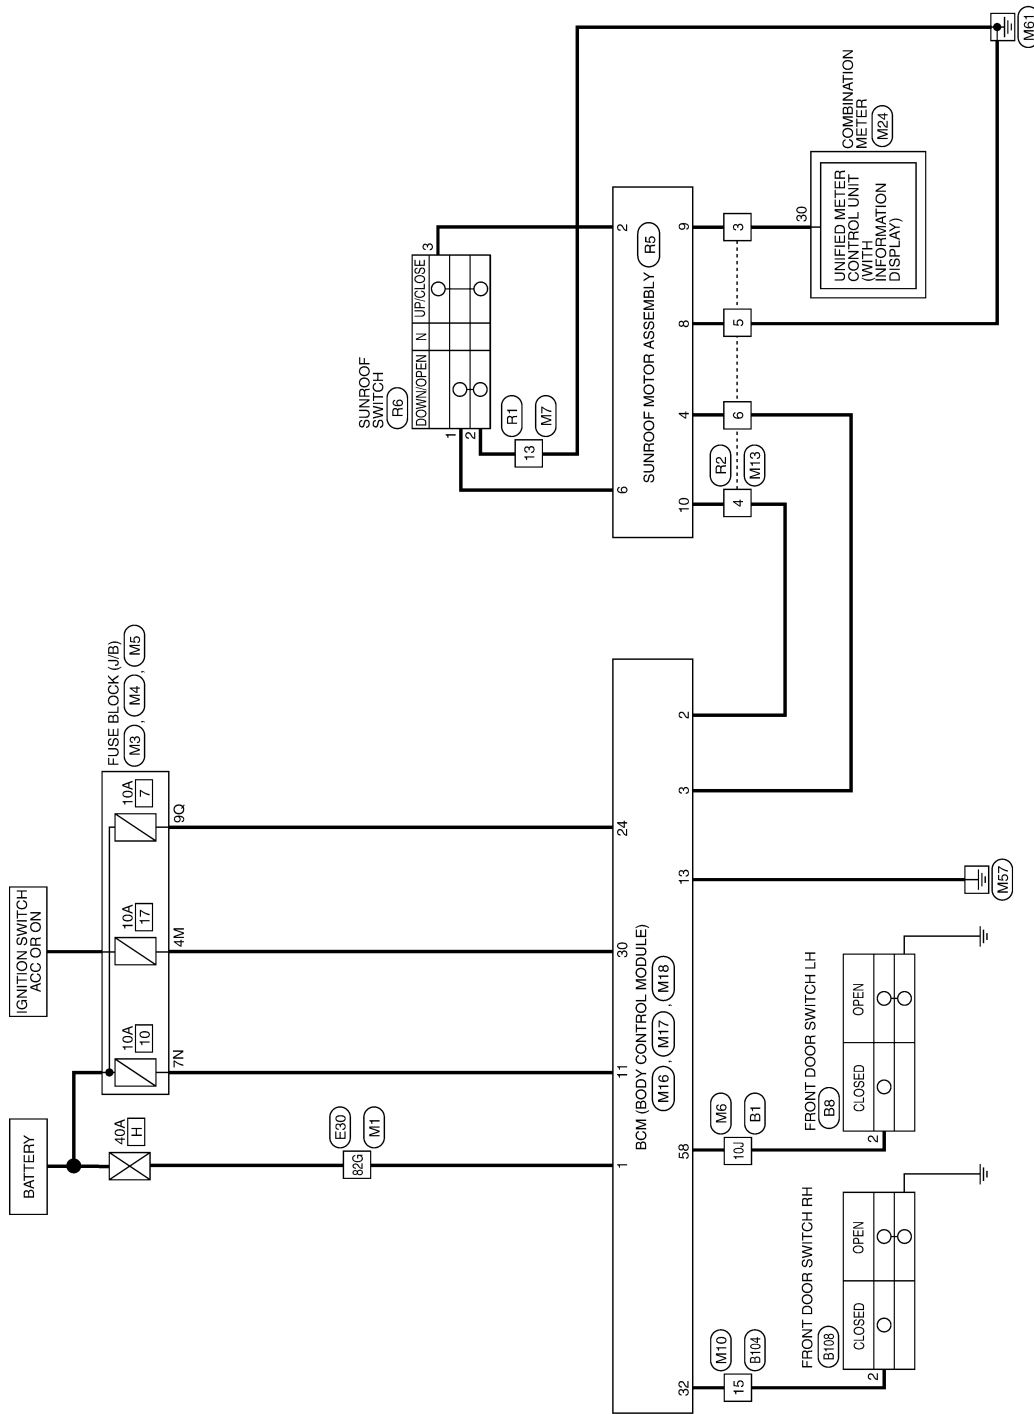 BATTERY
IGNITION SWITCH
ACC OR ON
40A
H
10A
10
10A
17
10A
7
FUSE BLOCK (J/B)
M3 , M4 , M5
7N
4M
9Q
82G
E30
M1
1
11
30
24
BCM (BODY CONTROL MODULE)
M16 , M17 , M18
32
58
13
3
2
15
M10
B104
10J
M6
B1
FRONT DOOR SWITCH RH
B108
2
CLOSED
OPEN
FRONT DOOR SWITCH LH
B8
2
CLOSED
OPEN
M57
SUNROOF
SWITCH
R6
DOWN/OPEN
N
UP/CLOSE
1
2
3
13
R1
M7
6
2
SUNROOF MOTOR ASSEMBLY
R5
10
4
8
9
4
R2
M13
6
5
3
30
UNIFIED METER
CONTROL UNIT
(WITH
INFORMATION
DISPLAY)
COMBINATION
METER
M24
M61